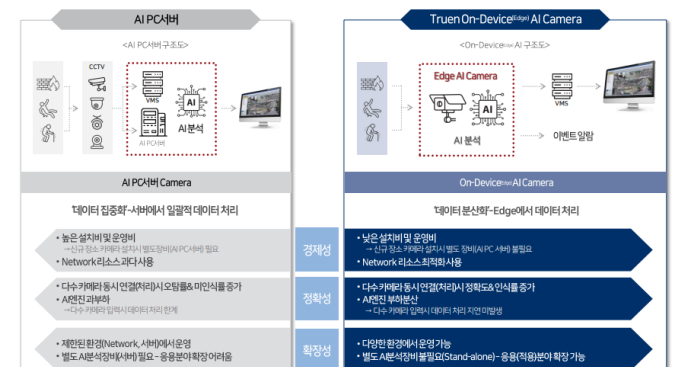 AI PC서버
Truen On-Device(Edge) AI Camera
<AI PC서버 구조도>
<On-Device(Edge) AI 구조도>
CCTV
VMS
AI PC서버
AI
AI 분석
Edge AI Camera
AI
AI 분석
VMS
이벤트 알람
AI PC서버 Camera
On-Device(Edge) AI Camera
'데이터 집중화'-서버에서 일괄적 데이터 처리
'데이터 분산화'-Edge에서 데이터 처리
• 높은 설치비 및 운영비
→신규 장소 카메라 설치시 별도 장비(AI PC서버) 필요
• Network 리소스 과다 사용
경제성
• 낮은 설치비 및 운영비
→ 신규 장소 카메라 설치시 별도 장비(AI PC 서버) 불필요
• Network 리소스 최적화 사용
• 다수 카메라 동시 연결(처리)시 오탐률& 미인식률 증가
• AI엔진 과부하
→다수 카메라 입력시 데이터 처리 한계
정확성
• 다수 카메라 동시 연결(처리)시 정확도& 인식률 증가
• AI엔진 부하분산
→ 다수 카메라 입력시 데이터 처리 지연 미발생
• 제한된 환경(Network, 서버)에서 운영
• 별도 AI분석장비(서버) 필요 – 응용분야 확장 어려움
확장성
• 다양한 환경에서 운영 가능
• 별도 AI분석장비 불필요(Stand-alone) – 응용(적용)분야 확장 가능